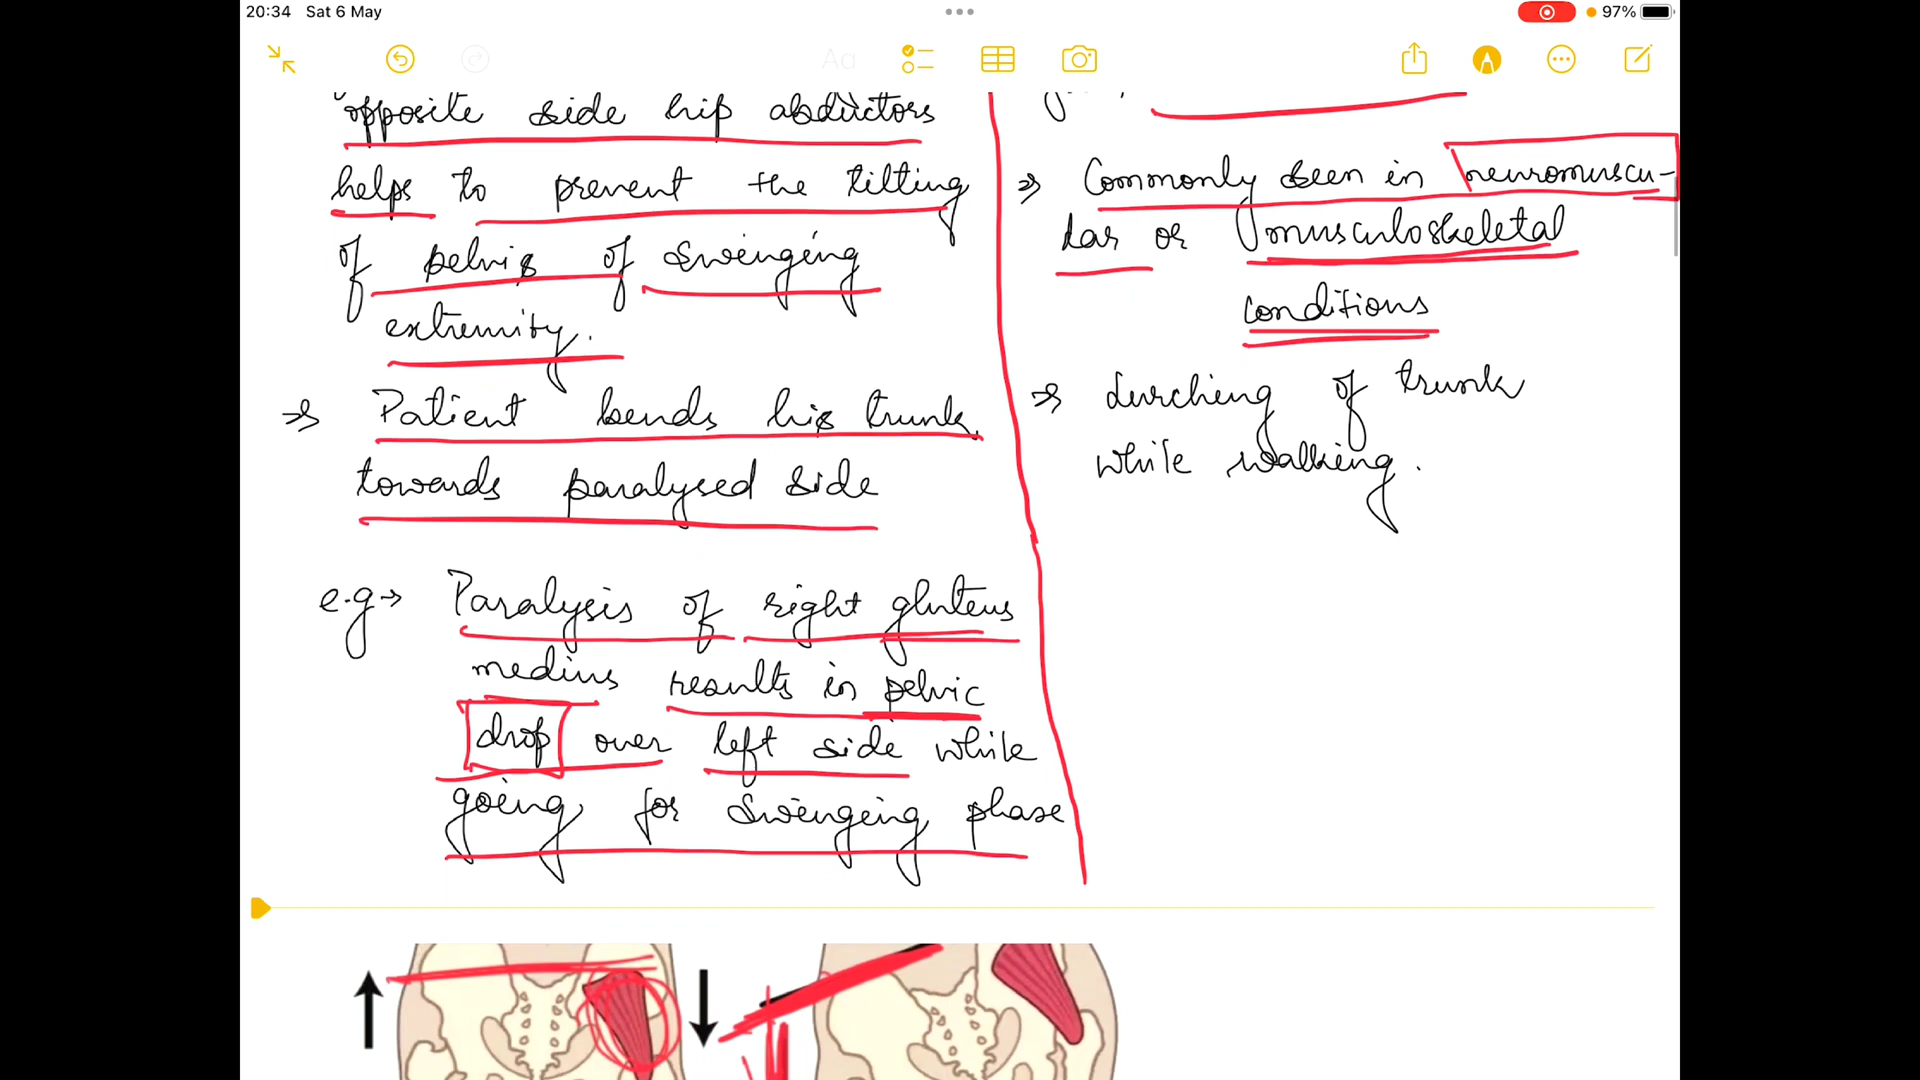 20:34 Sat 6 May
97%
Aa
opposite side hip abductors
helps to prevent the tilting
of pelvis of swinging
extremity.
⇒ Patient bends his trunk
towards paralysed side
e.g → Paralysis of right gluteus
medius results in pelvic
drop over left side while
going for swinging phase
⇒ Commonly seen in neuromuscu-
lar or musculoskeletal
conditions
⇒ Lurching of trunk
while walking.